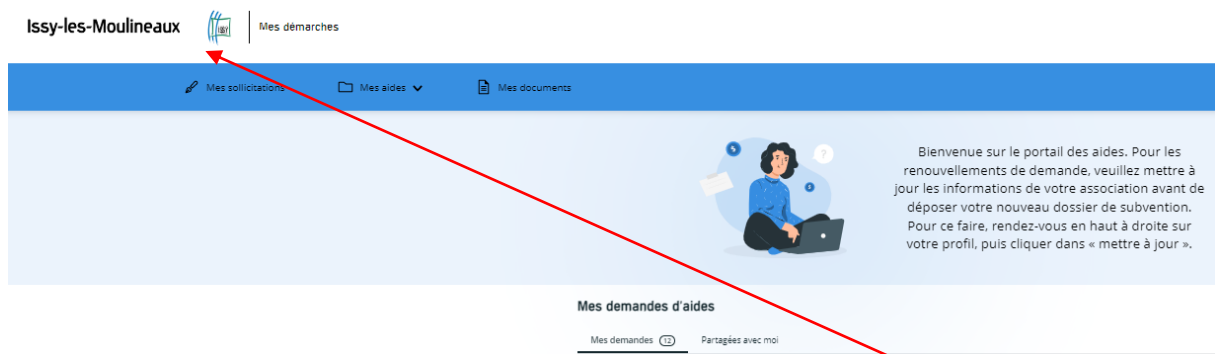 Issy-les-Moulineaux ISSY Mes démarches
Mes sollicitations Mes aides Mes documents
Bienvenue sur le portail des aides. Pour les
renouvellements de demande, veuillez mettre à
jour les informations de votre association avant de
déposer votre nouveau dossier de subvention.
Pour ce faire, rendez-vous en haut à droite sur
votre profil, puis cliquer dans « mettre à jour ».
Mes demandes d'aides
Mes demandes 12 Partagées avec moi